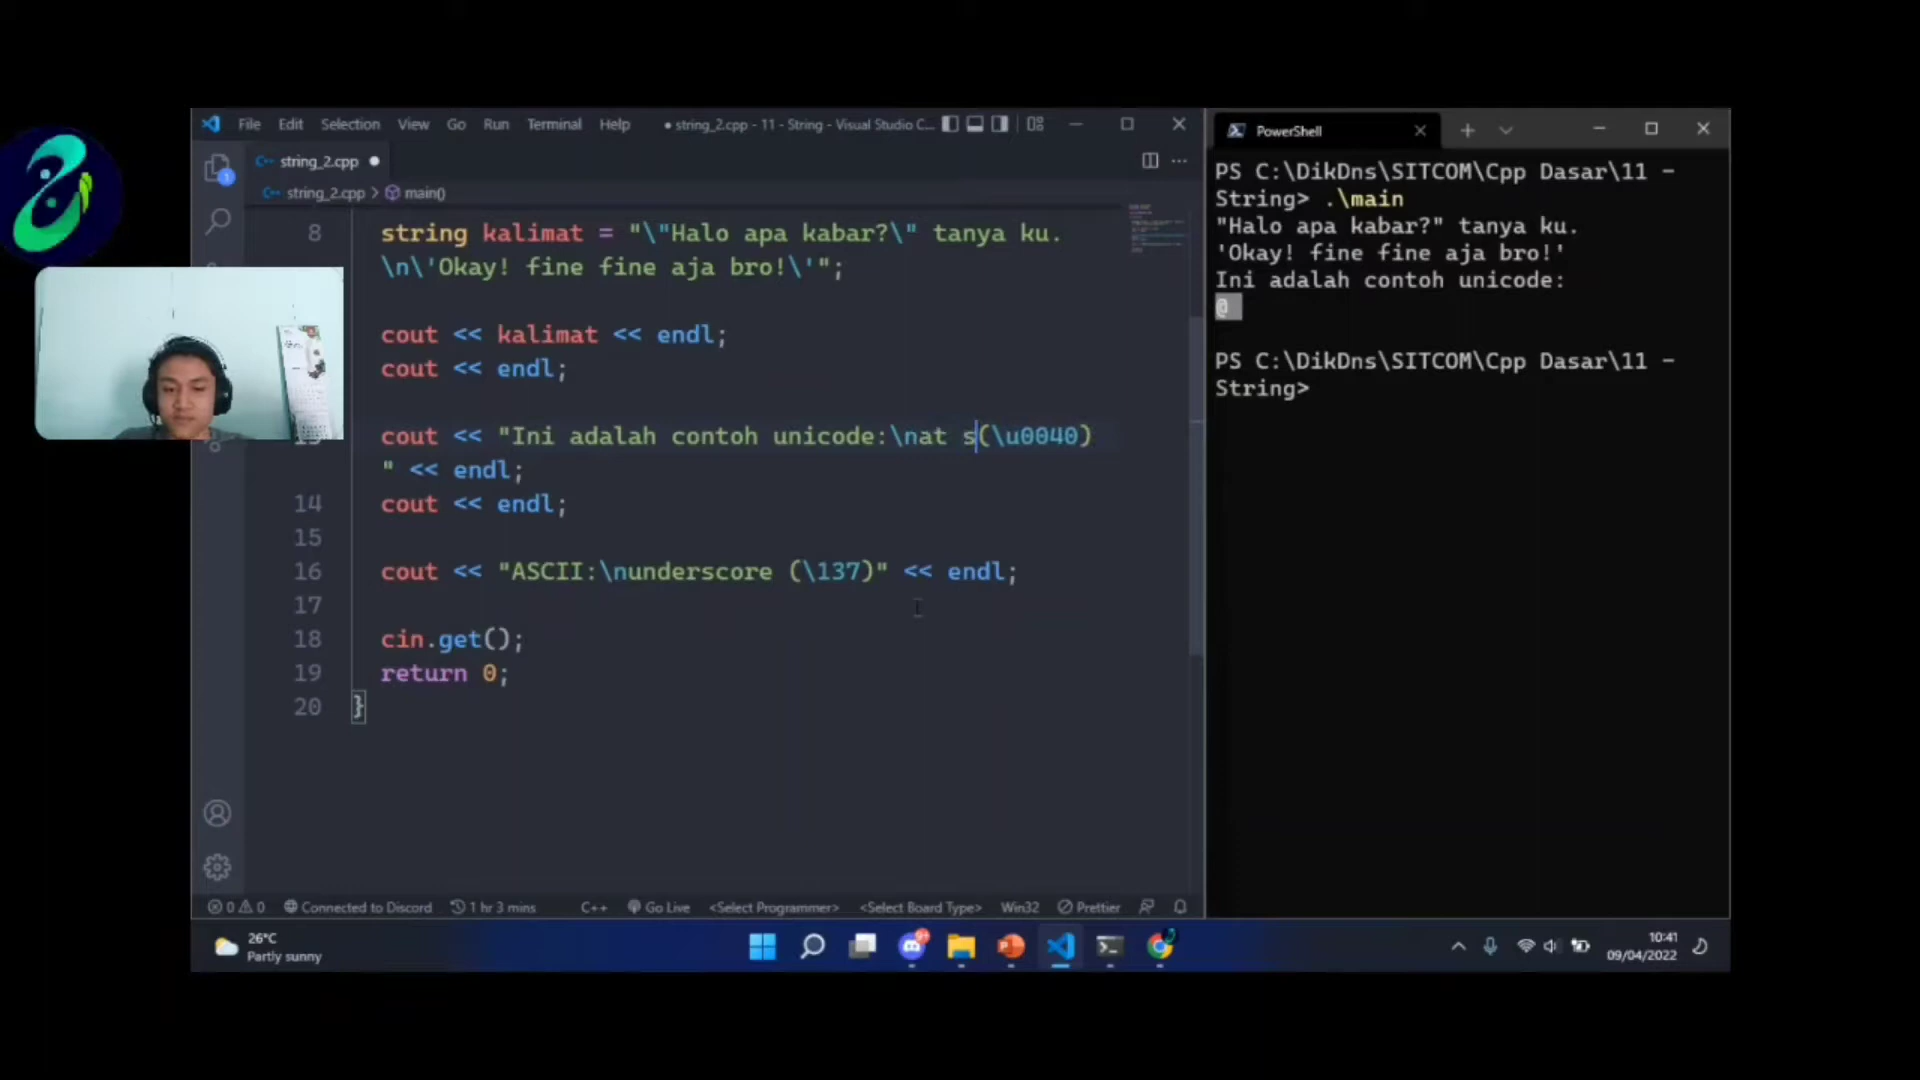 File Edit Selection View Go Run Terminal Help
● string_2.cpp - 11 - String - Visual Studio C...
string_2.cpp ●
string_2.cpp > main()
8 string kalimat = "\"Halo apa kabar?\" tanya ku.
\n\'Okay! fine fine aja bro!\'";
cout << kalimat << endl;
cout << endl;
cout << "Ini adalah contoh unicode:\nat s(\u0040)
" << endl;
14 cout << endl;
15
16 cout << "ASCII:\nunderscore (\137)" << endl;
17
18 cin.get();
19 return 0;
20 }
0 0 Connected to Discord 1 hr 3 mins C++ Go Live <Select Programmer> <Select Board Type> Win32 Prettier
PowerShell
PS C:\DikDns\SITCOM\Cpp Dasar\11 -
String> .\main
"Halo apa kabar?" tanya ku.
'Okay! fine fine aja bro!'
Ini adalah contoh unicode:
@
PS C:\DikDns\SITCOM\Cpp Dasar\11 -
String>
26°C
Partly sunny
10:41
09/04/2022